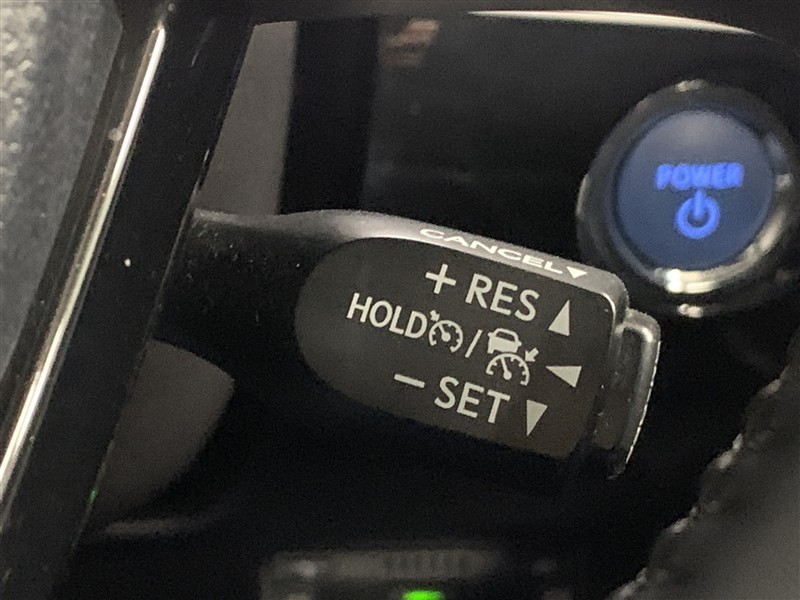 POWER
CANCEL▼
+ RES ▲
HOLD / ◀
− SET ▼